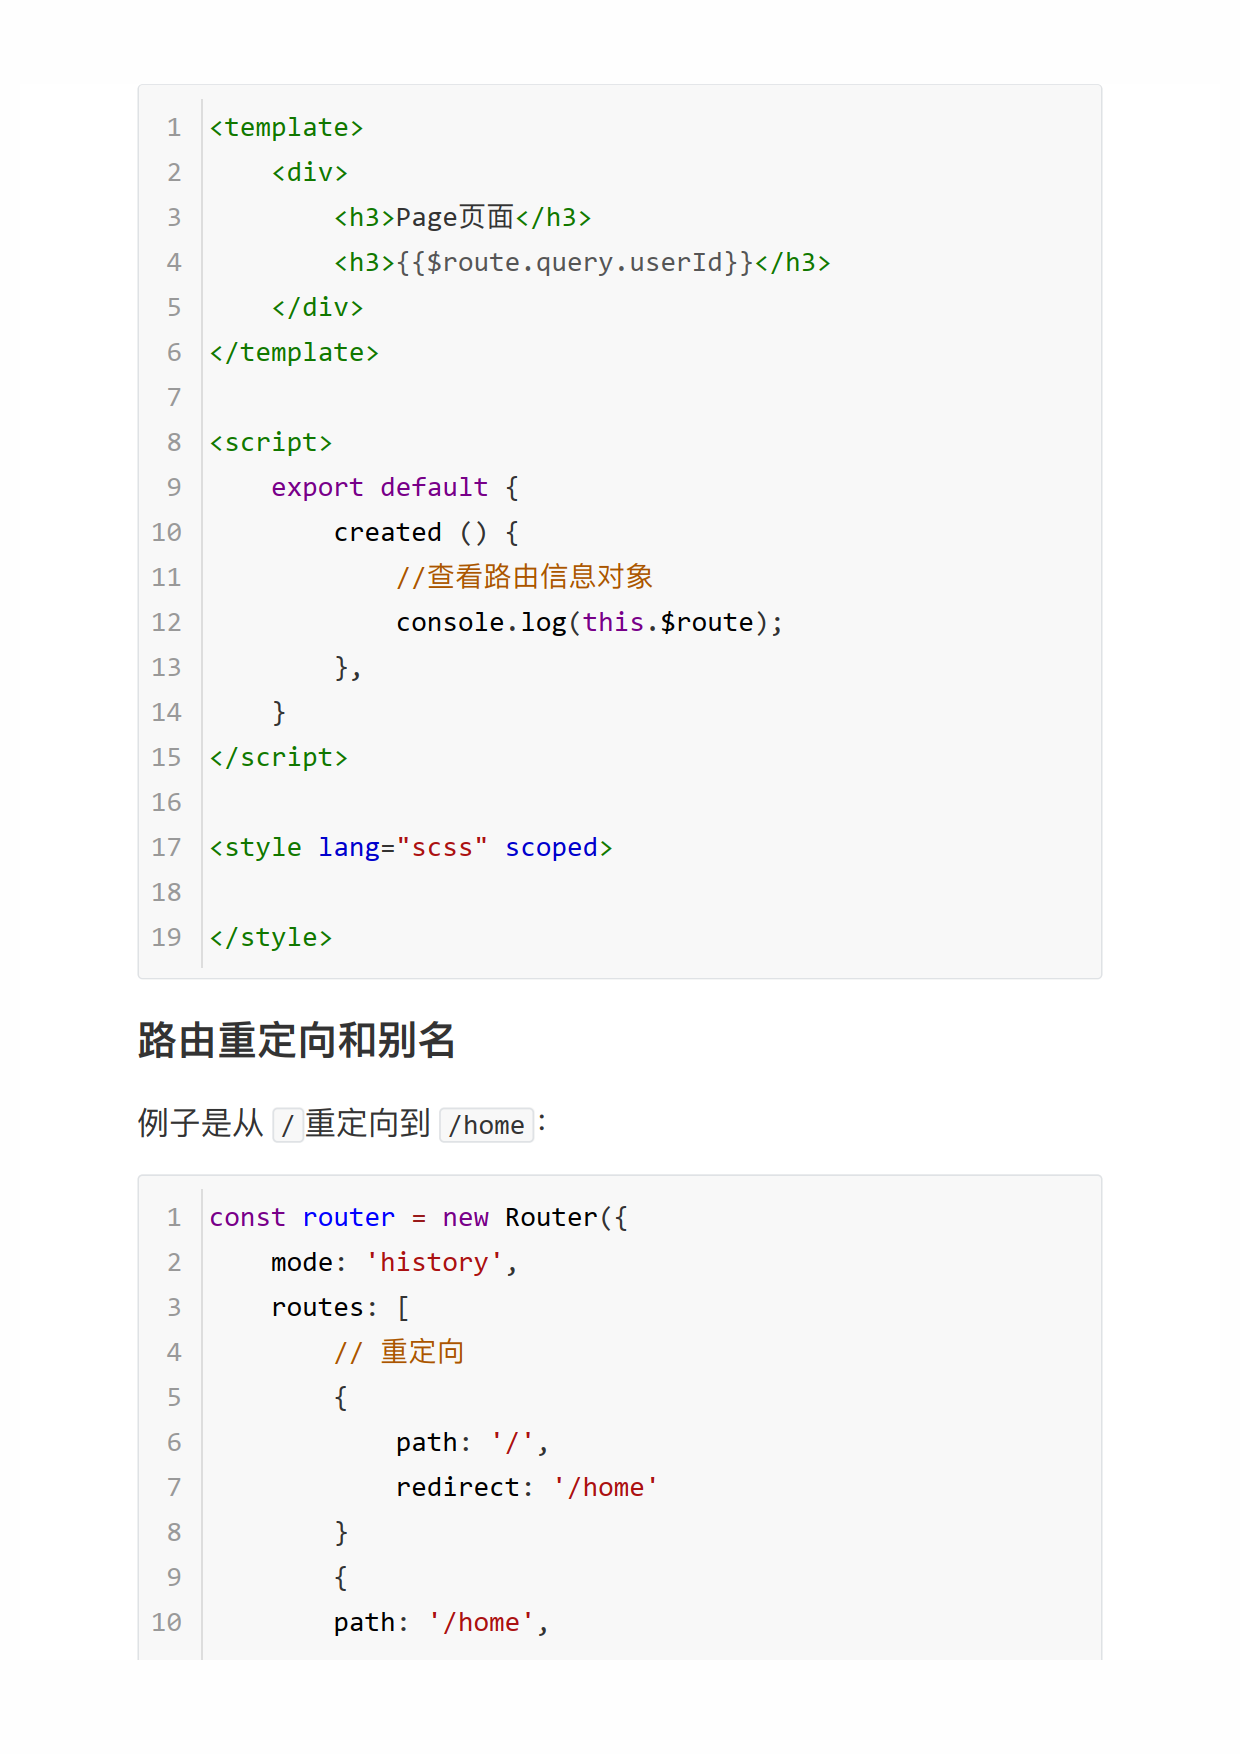 1 <template>
2     <div>
3         <h3>Page页面</h3>
4         <h3>{{$route.query.userId}}</h3>
5     </div>
6 </template>
7
8 <script>
9     export default {
10         created () {
11             //查看路由信息对象
12             console.log(this.$route);
13         },
14     }
15 </script>
16
17 <style lang="scss" scoped>
18
19 </style>
路由重定向和别名
例子是从 /重定向到 /home：
1 const router = new Router({
2     mode: 'history',
3     routes: [
4         // 重定向
5         {
6             path: '/',
7             redirect: '/home'
8         }
9         {
10         path: '/home',